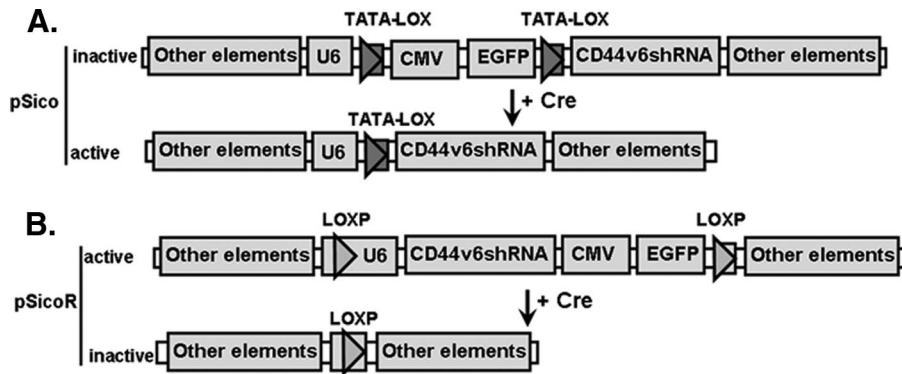 A.
TATA-LOX TATA-LOX
pSico
inactive Other elements U6 CMV EGFP CD44v6shRNA Other elements
+ Cre
TATA-LOX
active Other elements U6 CD44v6shRNA Other elements
B.
LOXP LOXP
pSicoR
active Other elements U6 CD44v6shRNA CMV EGFP Other elements
+ Cre
LOXP
inactive Other elements Other elements